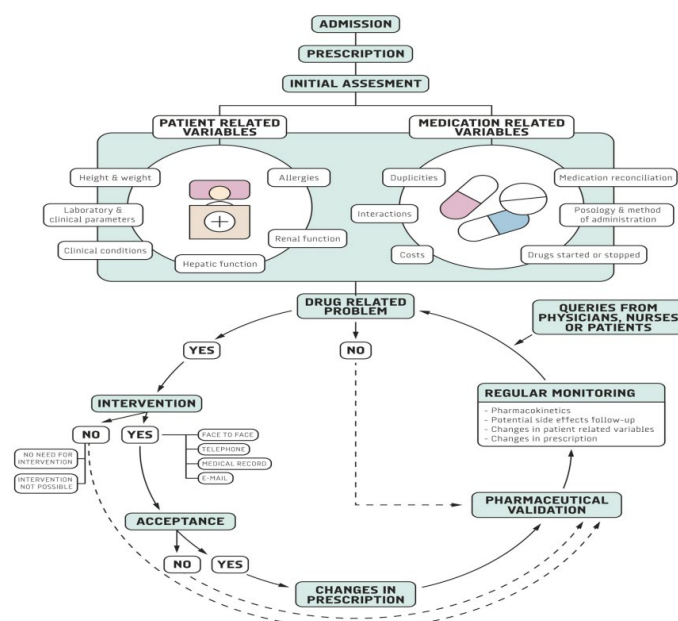 ADMISSION
PRESCRIPTION
INITIAL ASSESMENT
PATIENT RELATED
VARIABLES
MEDICATION RELATED
VARIABLES
Height & weight
Allergies
Laboratory &
clinical parameters
Renal function
Clinical conditions
Hepatic function
Duplicities
Medication reconciliation
Interactions
Posology & method
of administration
Costs
Drugs started or stopped
DRUG RELATED
PROBLEM
QUERIES FROM
PHYSICIANS, NURSES
OR PATIENTS
YES
NO
REGULAR MONITORING
- Pharmacokinetics
- Potential side effects follow-up
- Changes in patient related variables
- Changes in prescription
INTERVENTION
NO
YES
FACE TO FACE
TELEPHONE
MEDICAL RECORD
E-MAIL
NO NEED FOR
INTERVENTION
INTERVENTION
NOT POSSIBLE
PHARMACEUTICAL
VALIDATION
ACCEPTANCE
NO
YES
CHANGES IN
PRESCRIPTION